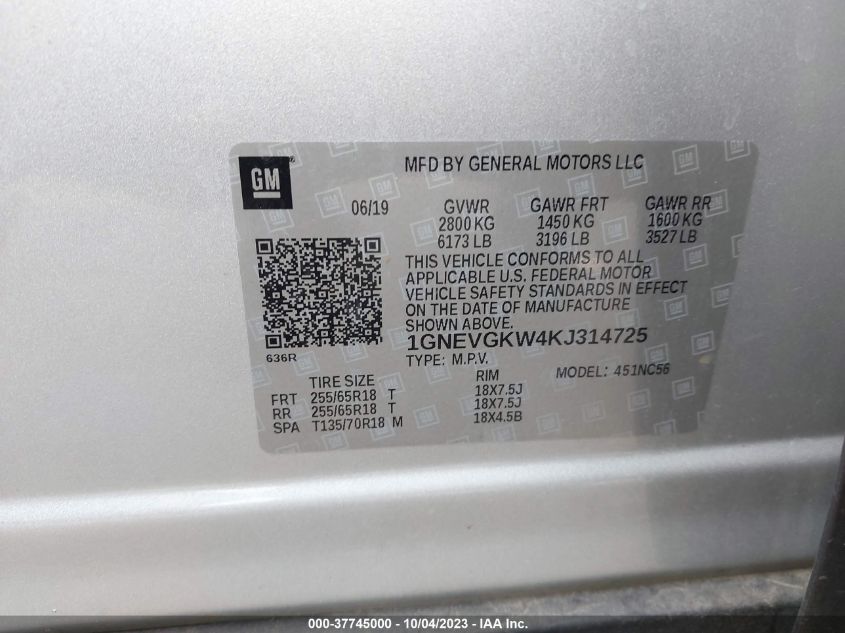 GM®
MFD BY GENERAL MOTORS LLC
06/19
GVWR GAWR FRT GAWR RR
2800 KG 1450 KG 1600 KG
6173 LB 3196 LB 3527 LB
THIS VEHICLE CONFORMS TO ALL
APPLICABLE U.S. FEDERAL MOTOR
VEHICLE SAFETY STANDARDS IN EFFECT
ON THE DATE OF MANUFACTURE
SHOWN ABOVE.
1GNEVGKW4KJ314725
636R
TYPE: M.P.V. MODEL: 451NC56
TIRE SIZE RIM
FRT 255/65R18 T 18X7.5J
RR 255/65R18 T 18X7.5J
SPA T135/70R18 M 18X4.5B
000-37745000 - 10/04/2023 - IAA Inc.